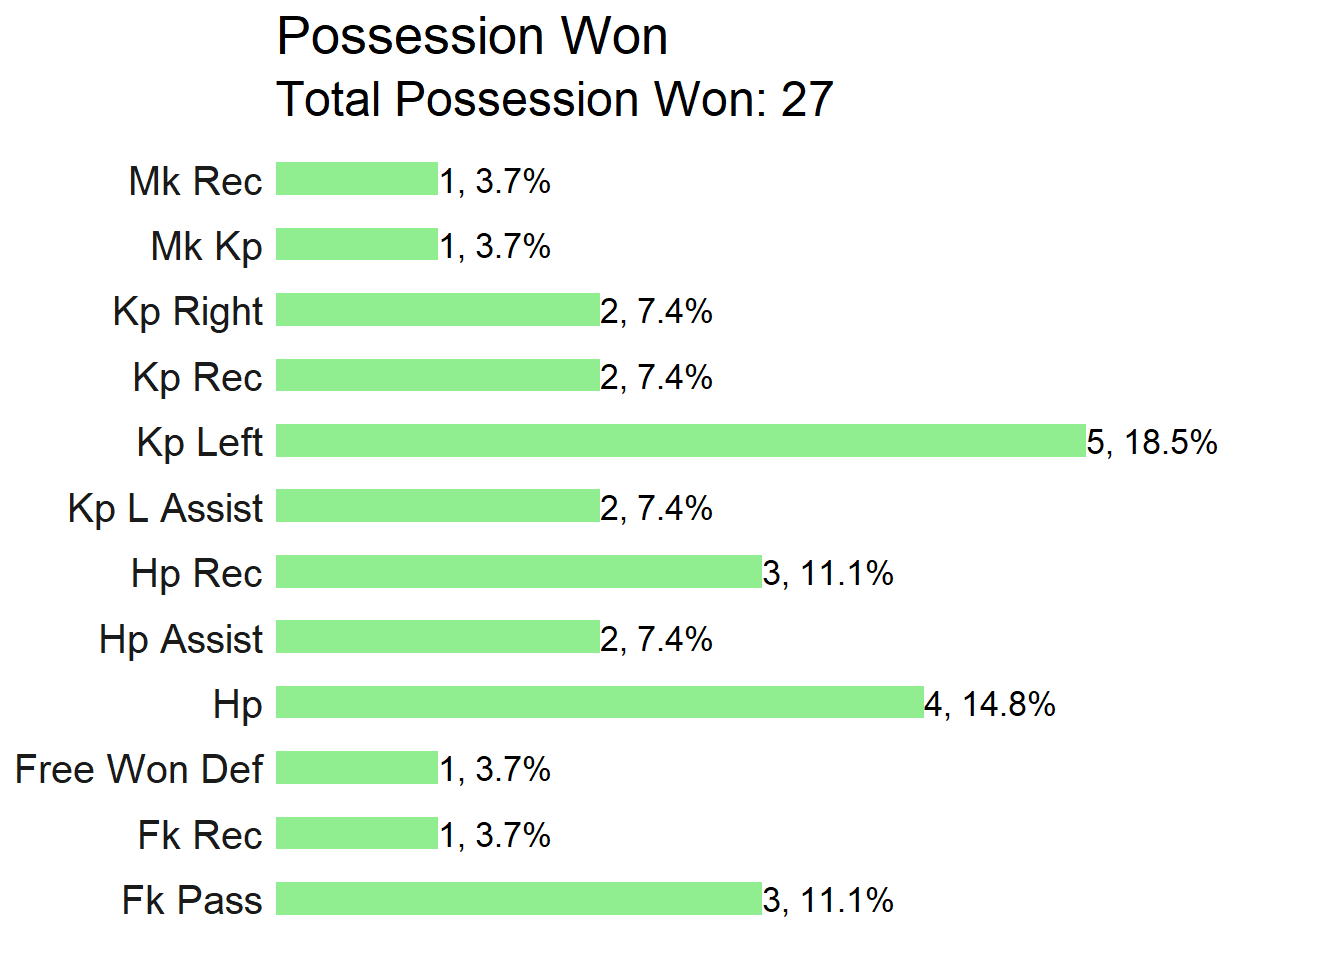 Possession Won
Total Possession Won: 27
Mk Rec 1, 3.7%
Mk Kp 1, 3.7%
Kp Right 2, 7.4%
Kp Rec 2, 7.4%
Kp Left 5, 18.5%
Kp L Assist 2, 7.4%
Hp Rec 3, 11.1%
Hp Assist 2, 7.4%
Hp 4, 14.8%
Free Won Def 1, 3.7%
Fk Rec 1, 3.7%
Fk Pass 3, 11.1%